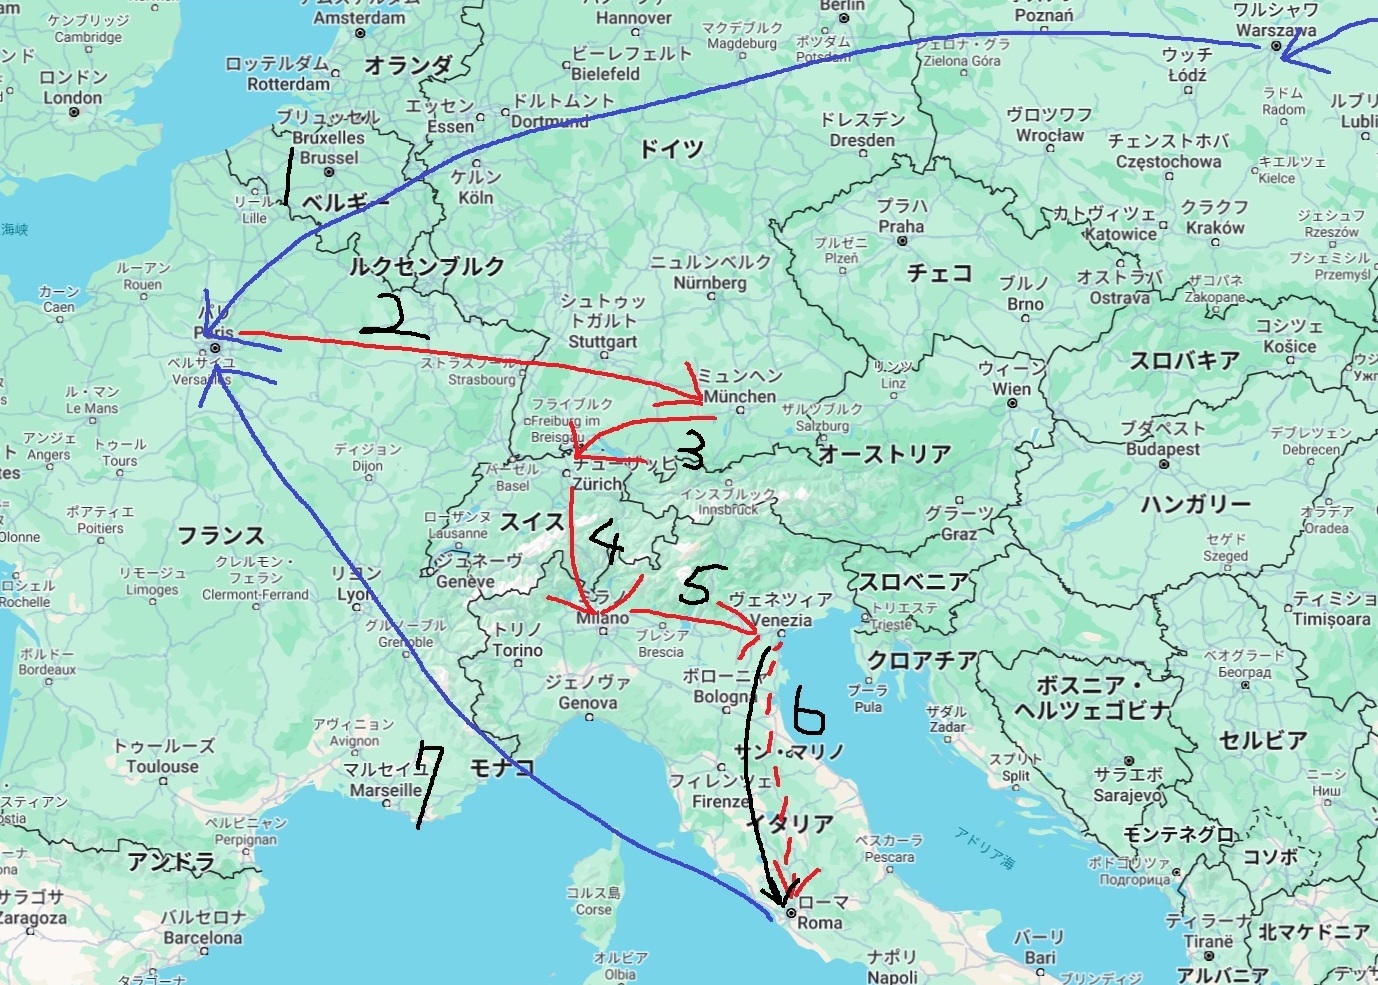 ケンブリッジ
Cambridge
ロンドン
London
Amsterdam
ロッテルダム
Rotterdam
オランダ
Hannover
ビーレフェルト
Bielefeld
マクデブルク
Magdeburg
Berlin
ポツダム
Potsdam
Poznań
ジェロナ・グラ
Zielona Góra
ワルシャワ
Warszawa
ウッチ
Łódź
ラドム
Radom
ブリュッセル
Bruxelles
Brussel
エッセン
Essen
ドルトムント
Dortmund
ドイツ
ドレスデン
Dresden
ヴロツワフ
Wrocław
チェンストホバ
Częstochowa
キエルツェ
Kielce
1
リール
Lille
ベルギー
ケルン
Köln
海峡
プラハ
Praha
プルゼニ
Plzeň
チェコ
カトヴィツェ
Katowice
クラクフ
Kraków
ジェシュフ
Rzeszów
プシェミシル
Przemyśl
ルーアン
Rouen
カーン
Caen
ルクセンブルク
ニュルンベルク
Nürnberg
ブルノ
Brno
オストラバ
Ostrava
ザコパネ
Zakopane
2
パリ
Paris
ベルサイユ
Versailles
シュトゥッ
トガルト
Stuttgart
ストラスブール
Strasbourg
コシツェ
Košice
スロバキア
ル・マン
Le Mans
ミュンヘン
München
リンツ
Linz
ウィーン
Wien
フライブルク
Freiburg im
Breisgau
ザルツブルク
Salzburg
アンジェ
Angers
トゥール
Tours
ディジョン
Dijon
3
オーストリア
ブダペスト
Budapest
デブレツェン
Debrecen
バーゼル
Basel
チューリッヒ
Zürich
インスブルック
Innsbruck
ハンガリー
ポアティエ
Poitiers
フランス
ローザンヌ
Lausanne
スイス
4
グラーツ
Graz
オラデア
Oradea
セゲド
Szeged
ジュネーヴ
Genève
クレルモン・
フェラン
Clermont-Ferrand
リモージュ
Limoges
リヨン
Lyon
5
スロベニア
ミラノ
Milano
ヴェネツィア
Venezia
トリエステ
Trieste
Timișoara
グルノーブル
Grenoble
トリノ
Torino
ブレシア
Brescia
クロアチア
ボルドー
Bordeaux
ベオグラード
Београд
ジェノヴァ
Genova
ボローニャ
Bologna
プーラ
Pula
ボスニア・
ヘルツェゴビナ
6
ザダル
Zadar
セルビア
アヴィニョン
Avignon
トゥールーズ
Toulouse
7
マルセイユ
Marseille
モナコ
サン・マリノ
フィレンツェ
Firenze
スプリト
Split
サラエボ
Sarajevo
ニーシ
Ниш
ペルピニャン
Perpignan
イタリア
ペスカーラ
Pescara
アドリア海
モンテネグロ
コソボ
アンドラ
ポドゴリツァ
Подгорица
サラゴサ
Zaragoza
コルス島
Corse
ローマ
Roma
バルセロナ
Barcelona
ティラーナ
Tiranë
北マケドニア
バーリ
Bari
オルビア
Olbia
ナポリ
Napoli
タラゴーナ
ブリンディジ
アルバニア